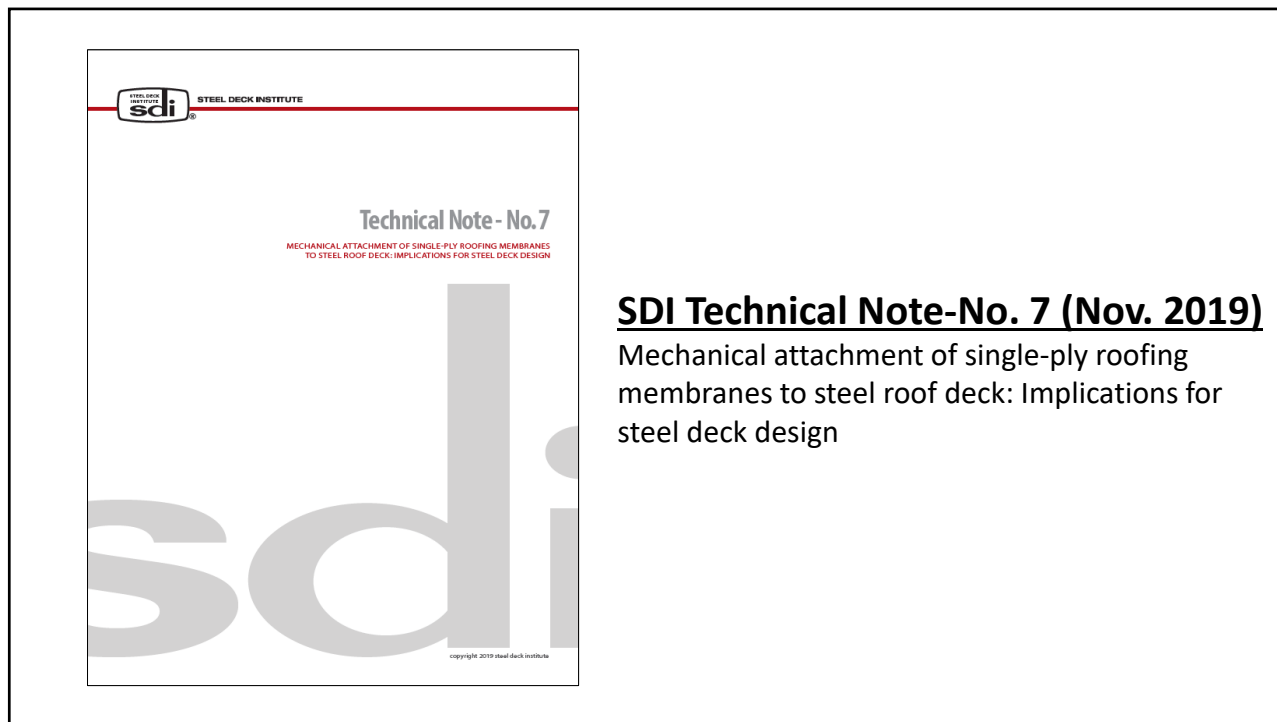 STEEL DECK
INSTITUTE
sdi
®
STEEL DECK INSTITUTE
Technical Note - No. 7
MECHANICAL ATTACHMENT OF SINGLE-PLY ROOFING MEMBRANES
TO STEEL ROOF DECK: IMPLICATIONS FOR STEEL DECK DESIGN
sdi
copyright 2019 steel deck institute
SDI Technical Note-No. 7 (Nov. 2019)
Mechanical attachment of single-ply roofing
membranes to steel roof deck: Implications for
steel deck design